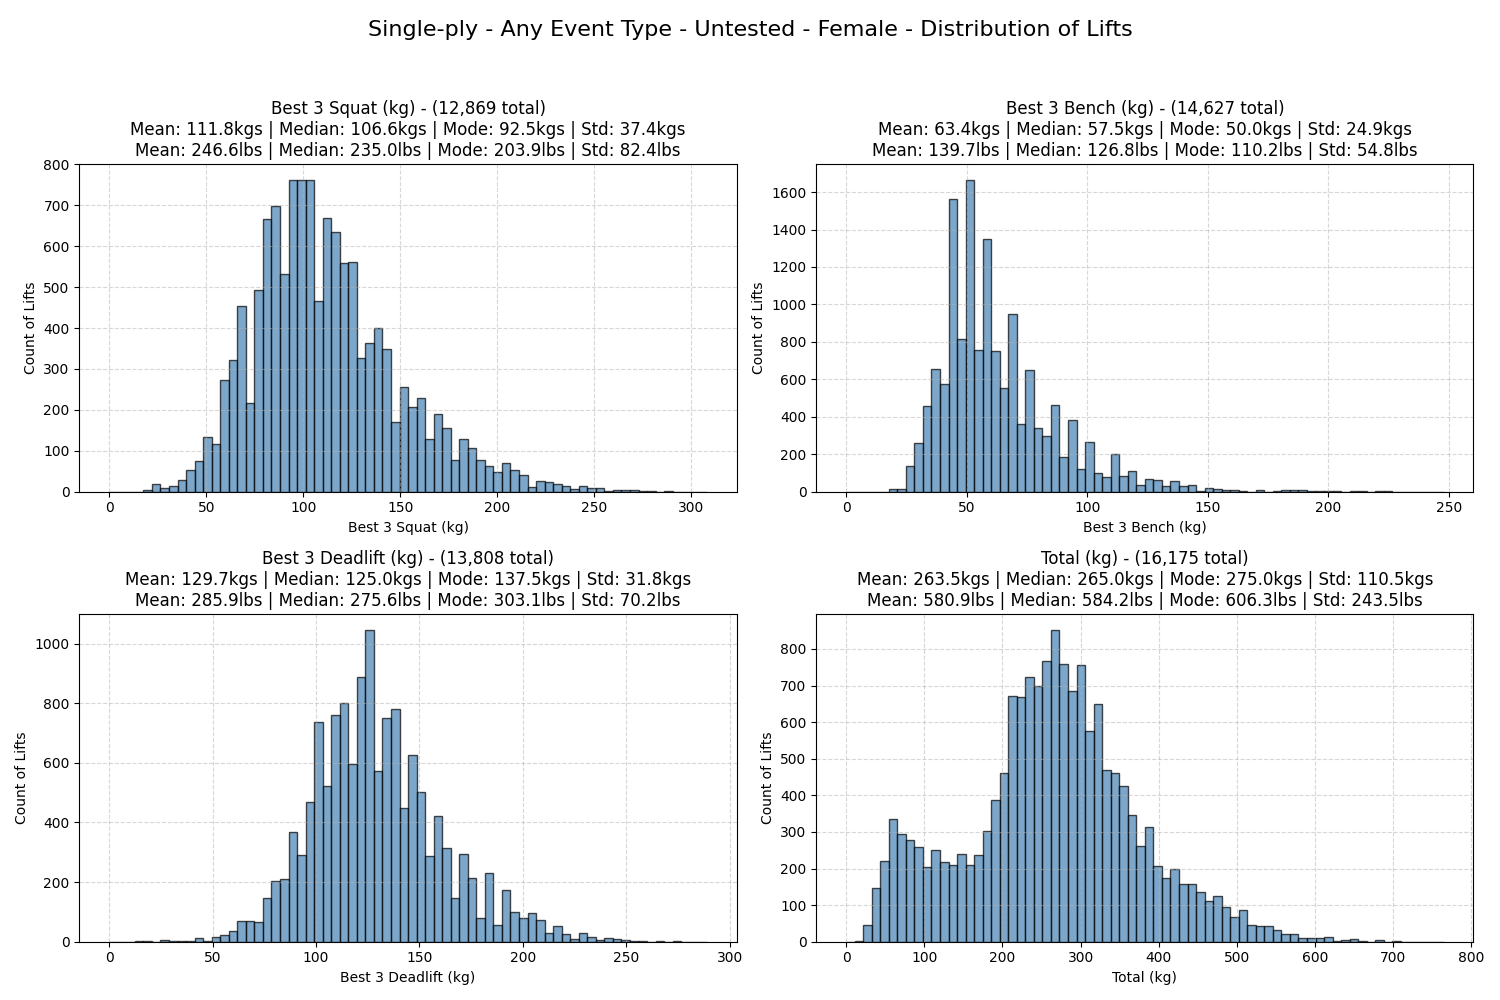 Single-ply - Any Event Type - Untested - Female - Distribution of Lifts
Best 3 Squat (kg) - (12,869 total)
Mean: 111.8kgs | Median: 106.6kgs | Mode: 92.5kgs | Std: 37.4kgs
Mean: 246.6lbs | Median: 235.0lbs | Mode: 203.9lbs | Std: 82.4lbs
800
700
600
500
400
300
200
100
0
Count of Lifts
0 50 100 150 200 250 300
Best 3 Squat (kg)
Best 3 Bench (kg) - (14,627 total)
Mean: 63.4kgs | Median: 57.5kgs | Mode: 50.0kgs | Std: 24.9kgs
Mean: 139.7lbs | Median: 126.8lbs | Mode: 110.2lbs | Std: 54.8lbs
1600
1400
1200
1000
800
600
400
200
0
Count of Lifts
0 50 100 150 200 250
Best 3 Bench (kg)
Best 3 Deadlift (kg) - (13,808 total)
Mean: 129.7kgs | Median: 125.0kgs | Mode: 137.5kgs | Std: 31.8kgs
Mean: 285.9lbs | Median: 275.6lbs | Mode: 303.1lbs | Std: 70.2lbs
1000
800
600
400
200
0
Count of Lifts
0 50 100 150 200 250 300
Best 3 Deadlift (kg)
Total (kg) - (16,175 total)
Mean: 263.5kgs | Median: 265.0kgs | Mode: 275.0kgs | Std: 110.5kgs
Mean: 580.9lbs | Median: 584.2lbs | Mode: 606.3lbs | Std: 243.5lbs
800
700
600
500
400
300
200
100
0
Count of Lifts
0 100 200 300 400 500 600 700 800
Total (kg)